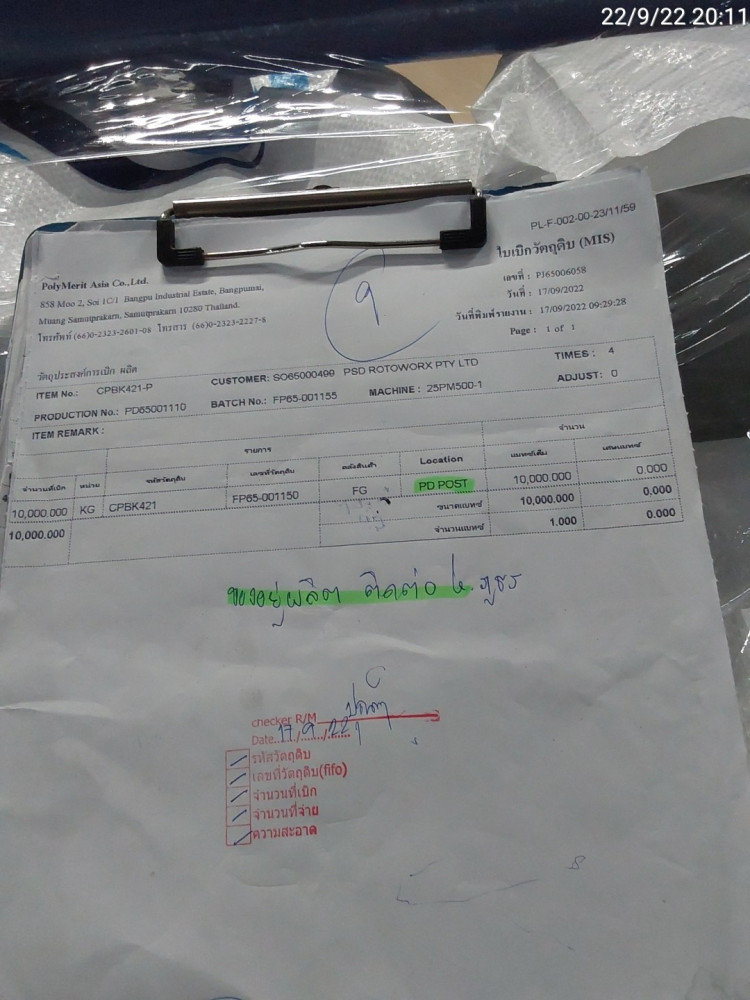 22/9/22 20:11
PL-F-002-00-23/11/59
ใบเบิกวัตถุดิบ (MIS)
PolyMerit Asia Co.,Ltd.
858 Moo 2, Soi 1C/1 Bangpu Industrial Estate, Bangpumai,
Muang Samutprakarn, Samutprakarn 10280 Thailand.
โทรศัพท์ (66)0-2323-2601-08 โทรสาร (66)0-2323-2227-8
9
เลขที่ : PJ65006058
วันที่ : 17/09/2022
วันที่พิมพ์รายงาน : 17/09/2022 09:29:28
Page : 1 of 1
วัตถุประสงค์การเบิก ผลิต
ITEM No.: CPBK421-P CUSTOMER: SO65000499 PSD ROTOWORX PTY LTD TIMES : 4
PRODUCTION No.: PD65001110 BATCH No.: FP65-001155 MACHINE : 25PM500-1 ADJUST: 0
ITEM REMARK :
รายการ จำนวน
จำนวนที่เบิก หน่วย รหัสวัตถุดิบ เลขที่วัตถุดิบ คลังสินค้า Location แบทช์เต็ม เศษแบทช์
10,000.000 KG CPBK421 FP65-001150 FG PD POST 10,000.000 0.000
10,000.000 ขนาดแบทช์ 10,000.000 0.000
จำนวนแบทช์ 1.000 0.000
ของอยู่ผลิต ติดต่อ
checker R/M
Date 17/9/22
รหัสวัตถุดิบ
เลขที่วัตถุดิบ(fifo)
จำนวนที่เบิก
จำนวนที่จ่าย
ความสะอาด